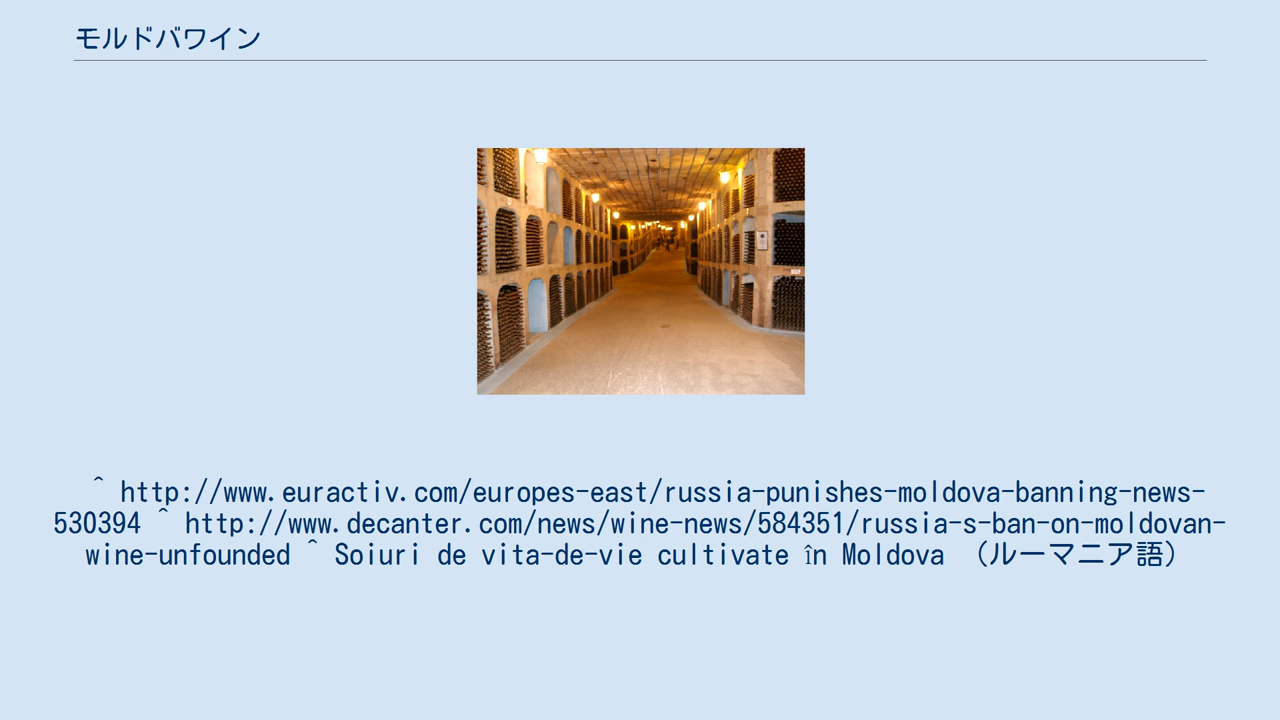 モルドバワイン
^ http://www.euractiv.com/europes-east/russia-punishes-moldova-banning-news-
530394 ^ http://www.decanter.com/news/wine-news/584351/russia-s-ban-on-moldovan-
wine-unfounded ^ Soiuri de vita-de-vie cultivate în Moldova （ルーマニア語）